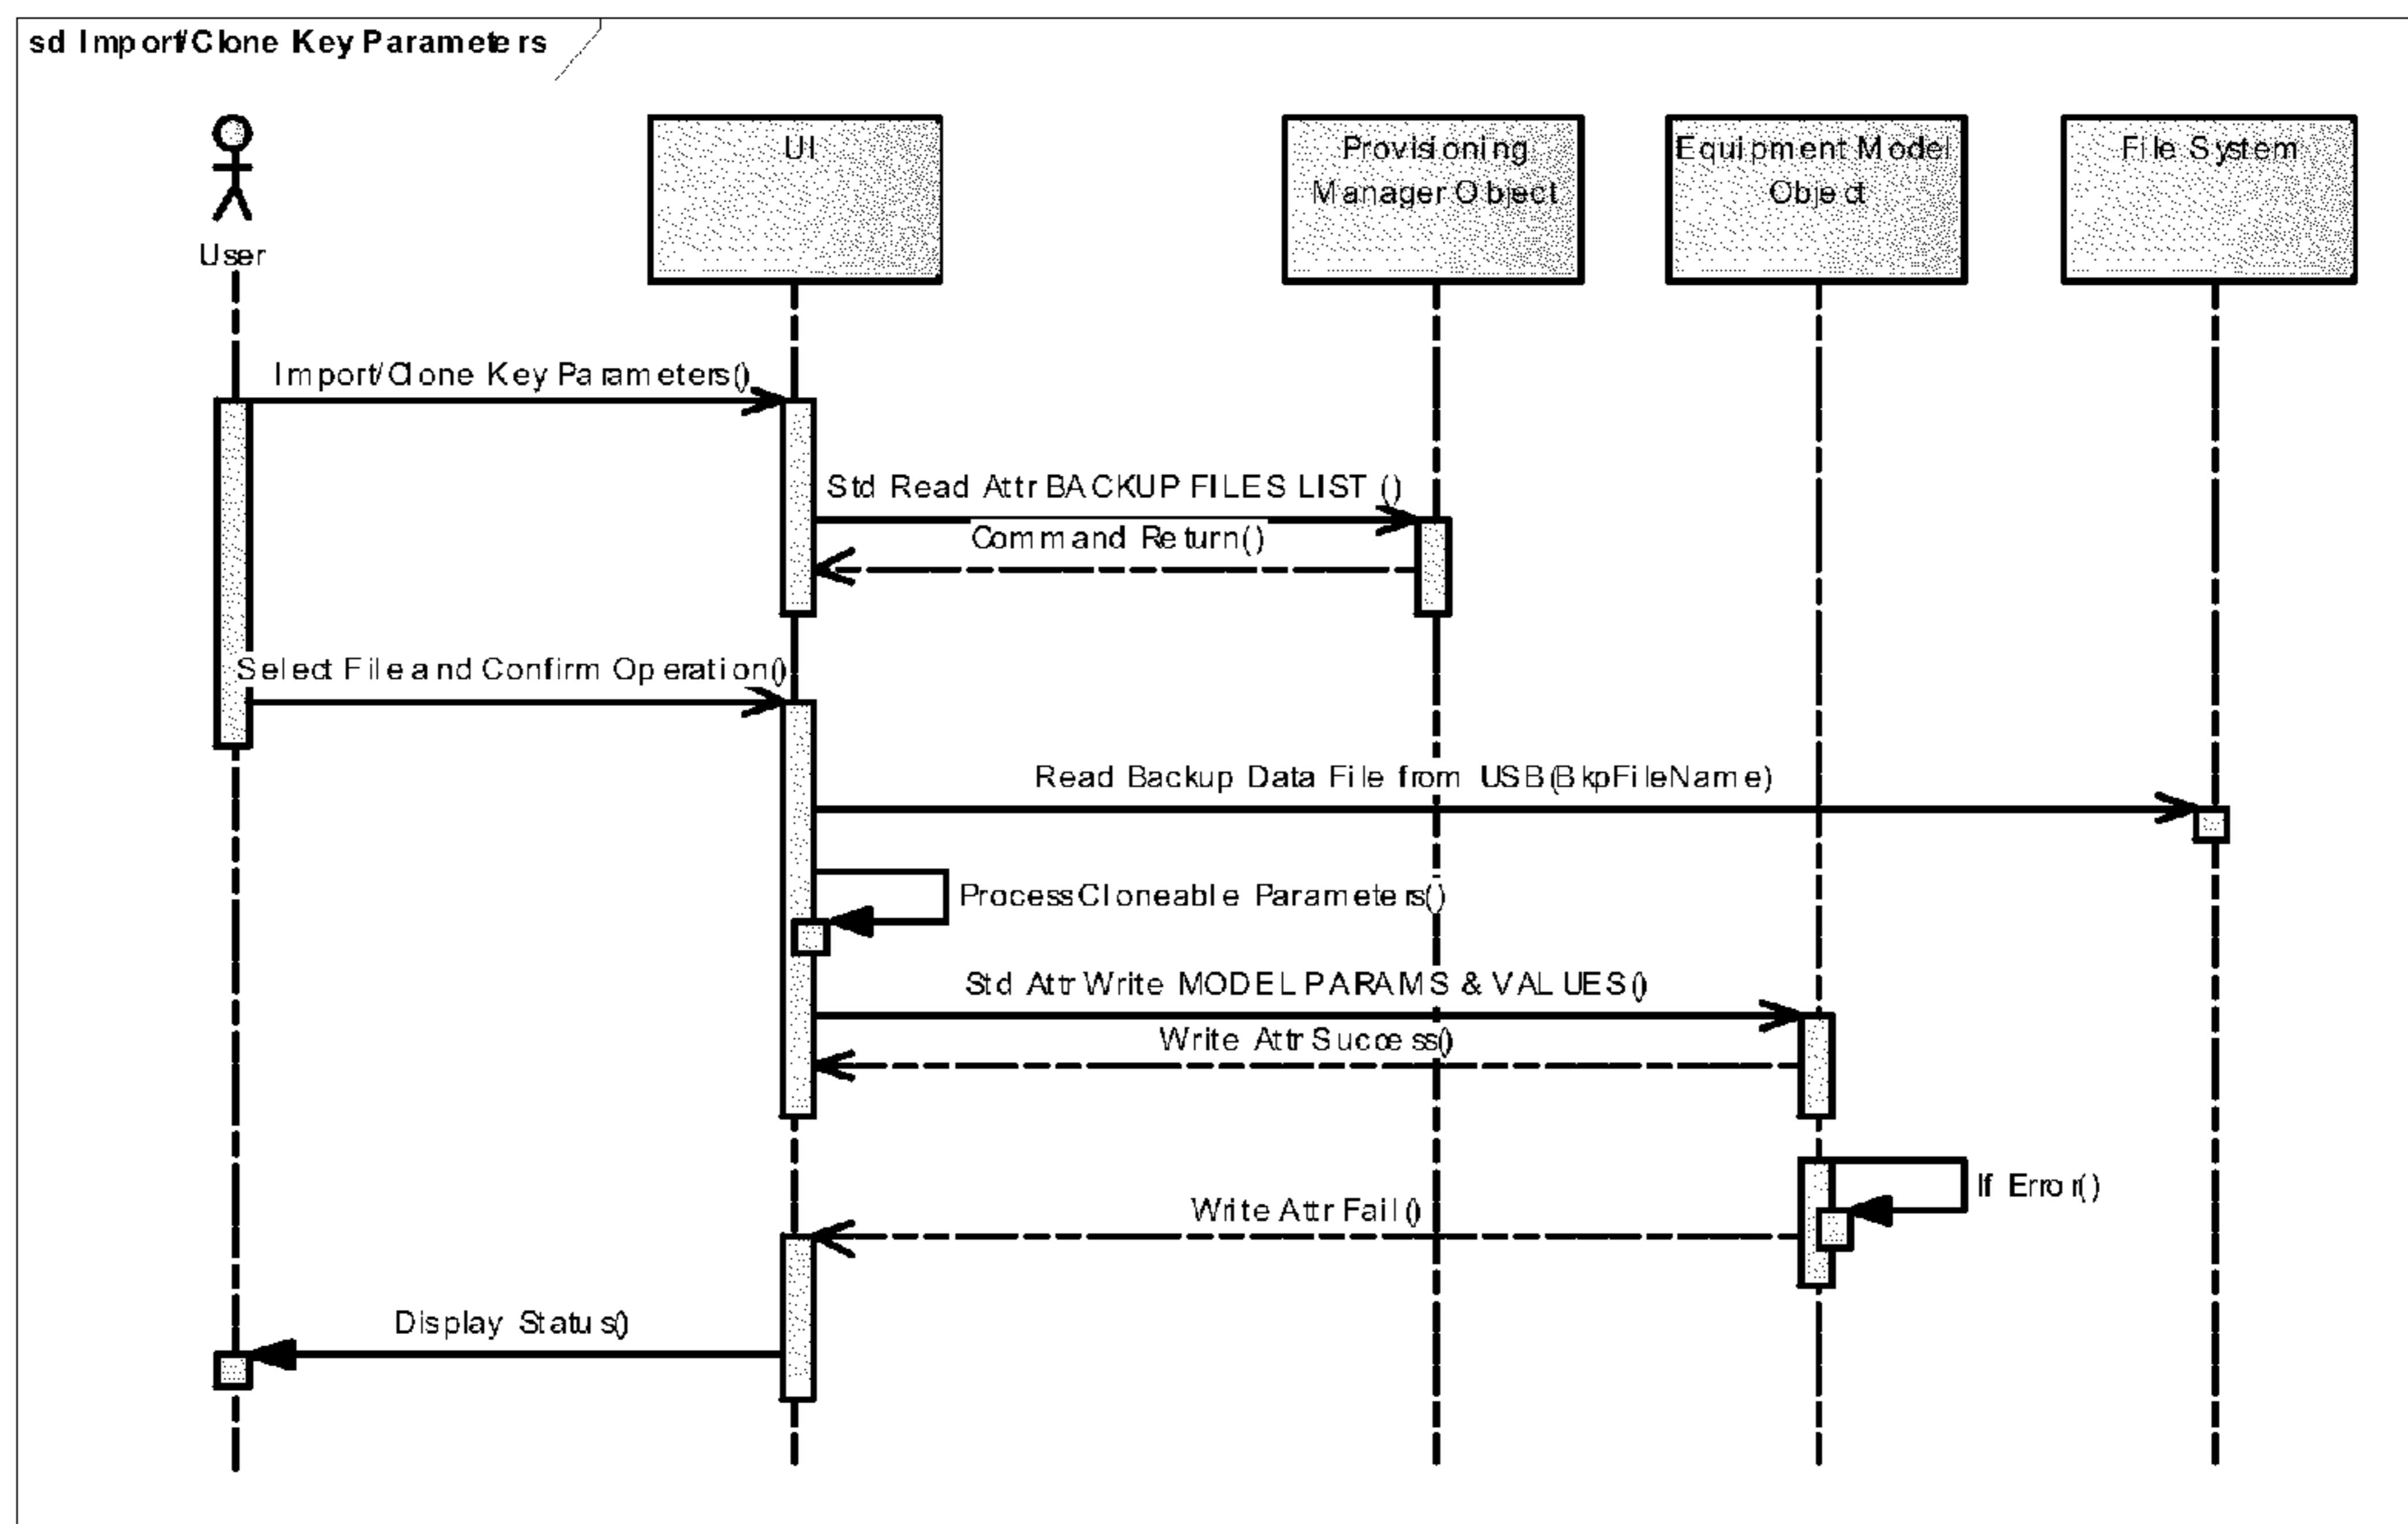 sd Import/Clone Key Parameters
User
UI
Provisioning
Manager Object
Equipment Model
Object
File System
Import/Clone Key Parameters()
Std Read Attr BACKUP FILES LIST ()
Command Return()
Select File and Confirm Operation()
Read Backup Data File from USB(BkpFileName)
Process Cloneable Parameters()
Std Attr Write MODEL PARAMS & VALUES()
Write Attr Success()
If Error()
Write Attr Fail()
Display Status()